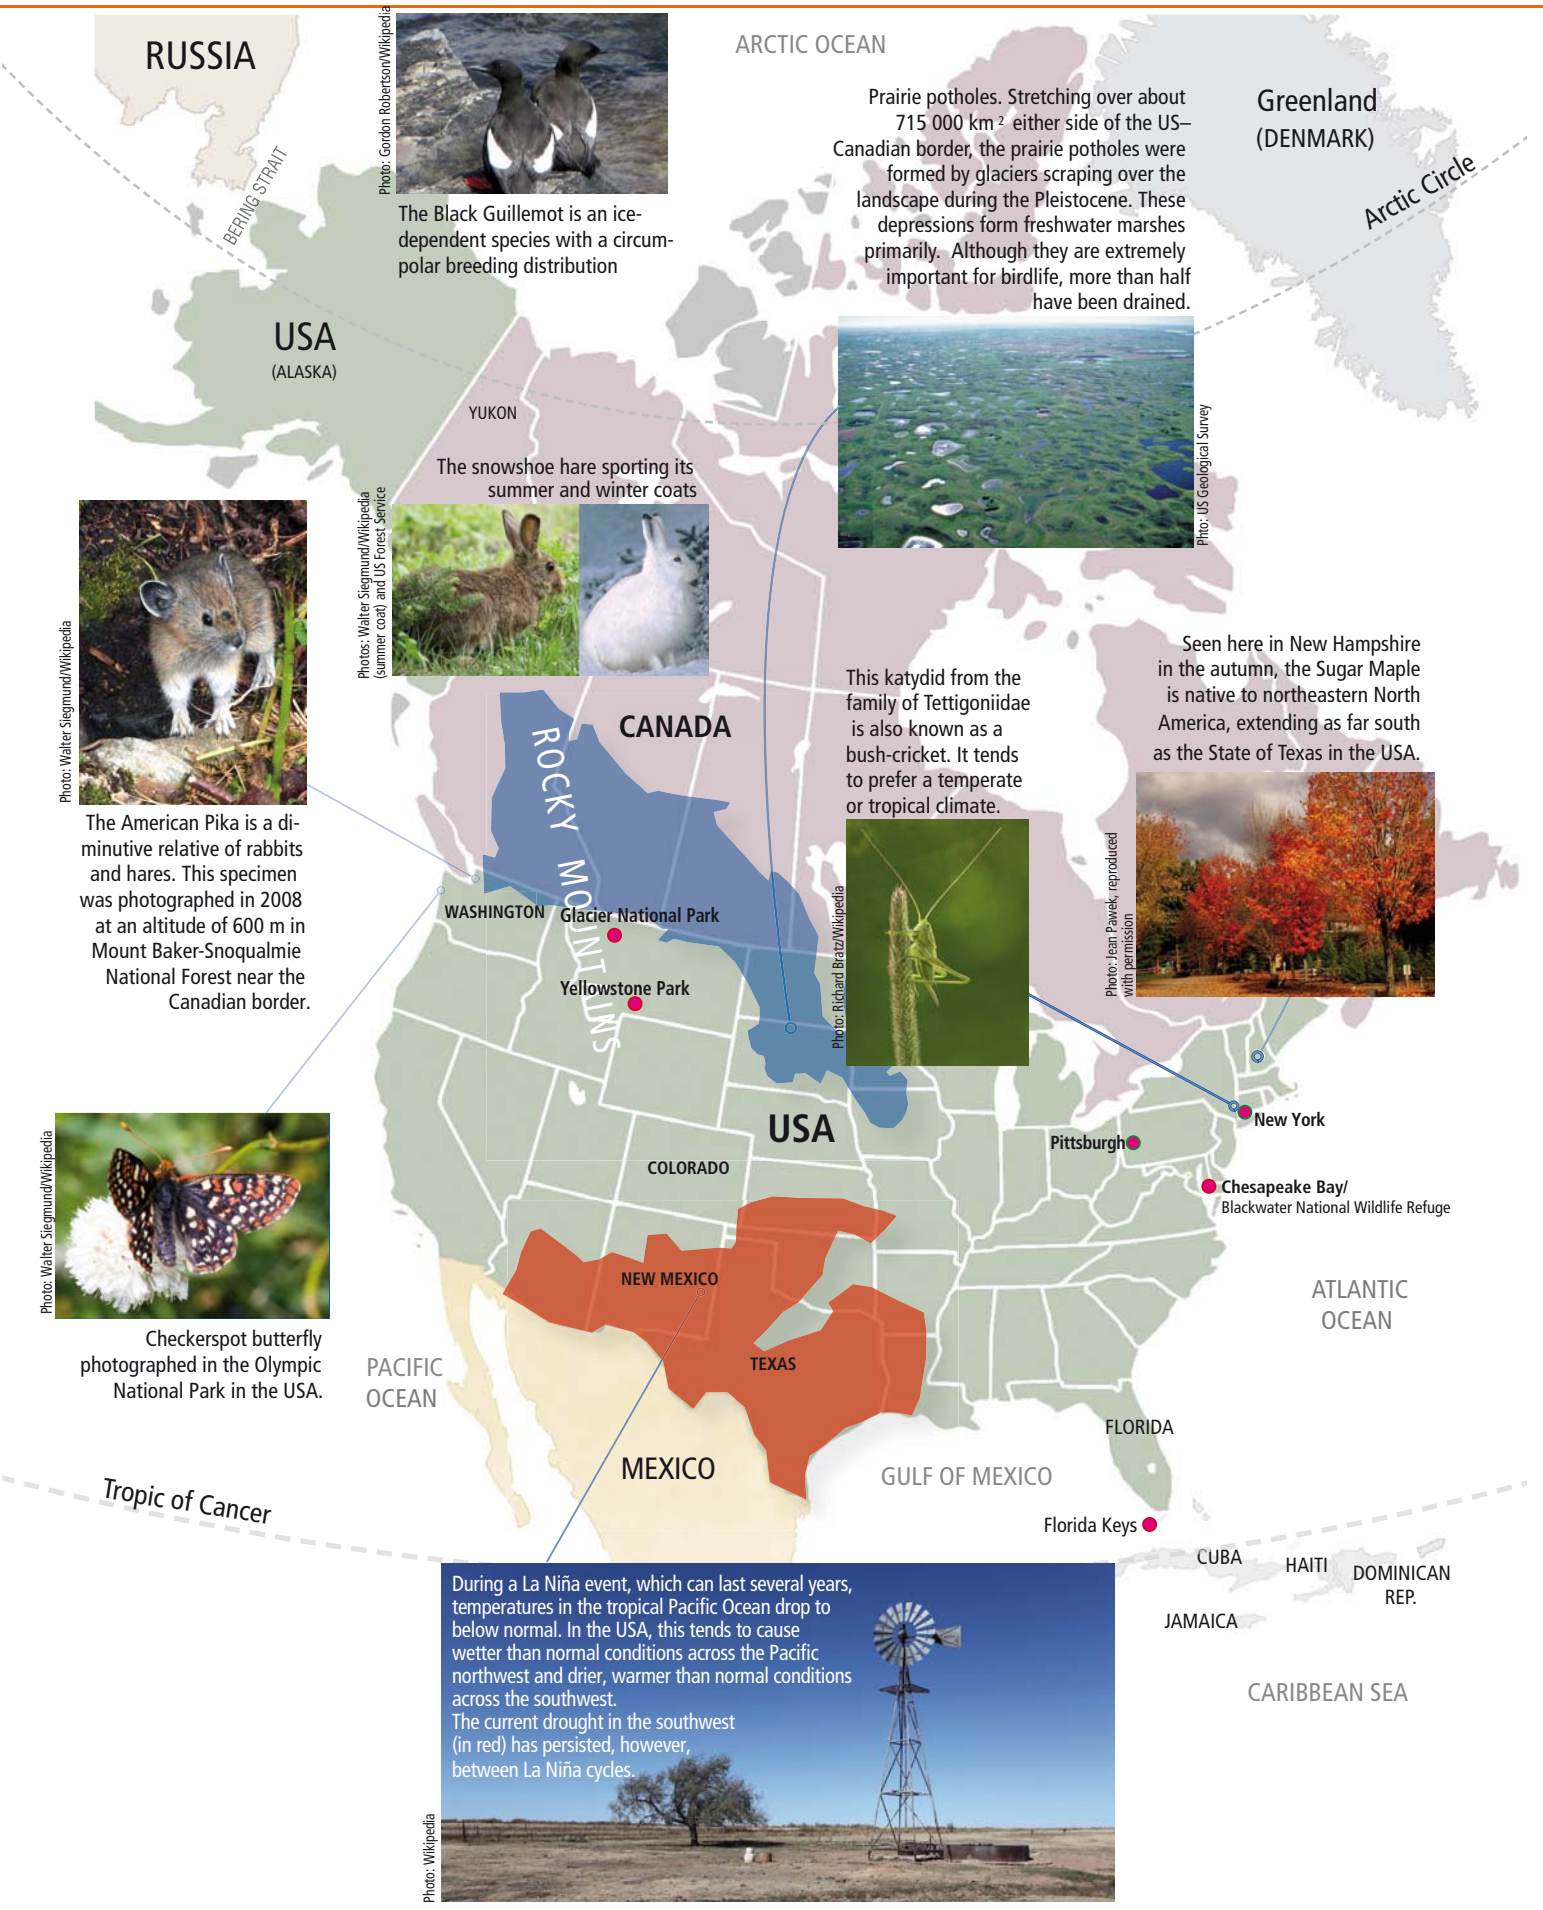 RUSSIA
BERING STRAIT
Photo: Gordon Robertson/Wikipedia
The Black Guillemot is an ice-
dependent species with a circum-
polar breeding distribution
ARCTIC OCEAN
Prairie potholes. Stretching over about
715 000 km 2 either side of the US–
Canadian border, the prairie potholes were
formed by glaciers scraping over the
landscape during the Pleistocene. These
depressions form freshwater marshes
primarily. Although they are extremely
important for birdlife, more than half
have been drained.
Phto: US Geological Survey
Greenland
(DENMARK)
Arctic Circle
USA
(ALASKA)
YUKON
The snowshoe hare sporting its
summer and winter coats
Photos: Walter Siegmund/Wikipedia
(summer coat) and US Forest Service
Photo: Walter Siegmund/Wikipedia
The American Pika is a di-
minutive relative of rabbits
and hares. This specimen
was photographed in 2008
at an altitude of 600 m in
Mount Baker-Snoqualmie
National Forest near the
Canadian border.
CANADA
ROCKY MOUNTAINS
This katydid from the
family of Tettigoniidae
is also known as a
bush-cricket. It tends
to prefer a temperate
or tropical climate.
Photo: Richard Bratz/Wikipedia
Seen here in New Hampshire
in the autumn, the Sugar Maple
is native to northeastern North
America, extending as far south
as the State of Texas in the USA.
Photo: Jean Pawek, reproduced
with permission
WASHINGTON
Glacier National Park
Yellowstone Park
USA
COLORADO
New York
Pittsburgh
Chesapeake Bay/
Blackwater National Wildlife Refuge
Photo: Walter Siegmund/Wikipedia
Checkerspot butterfly
photographed in the Olympic
National Park in the USA.
NEW MEXICO
TEXAS
ATLANTIC
OCEAN
PACIFIC
OCEAN
FLORIDA
MEXICO
GULF OF MEXICO
Tropic of Cancer
Florida Keys
CUBA
HAITI
DOMINICAN
REP.
JAMAICA
CARIBBEAN SEA
During a La Niña event, which can last several years,
temperatures in the tropical Pacific Ocean drop to
below normal. In the USA, this tends to cause
wetter than normal conditions across the Pacific
northwest and drier, warmer than normal conditions
across the southwest.
The current drought in the southwest
(in red) has persisted, however,
between La Niña cycles.
Photo: Wikipedia